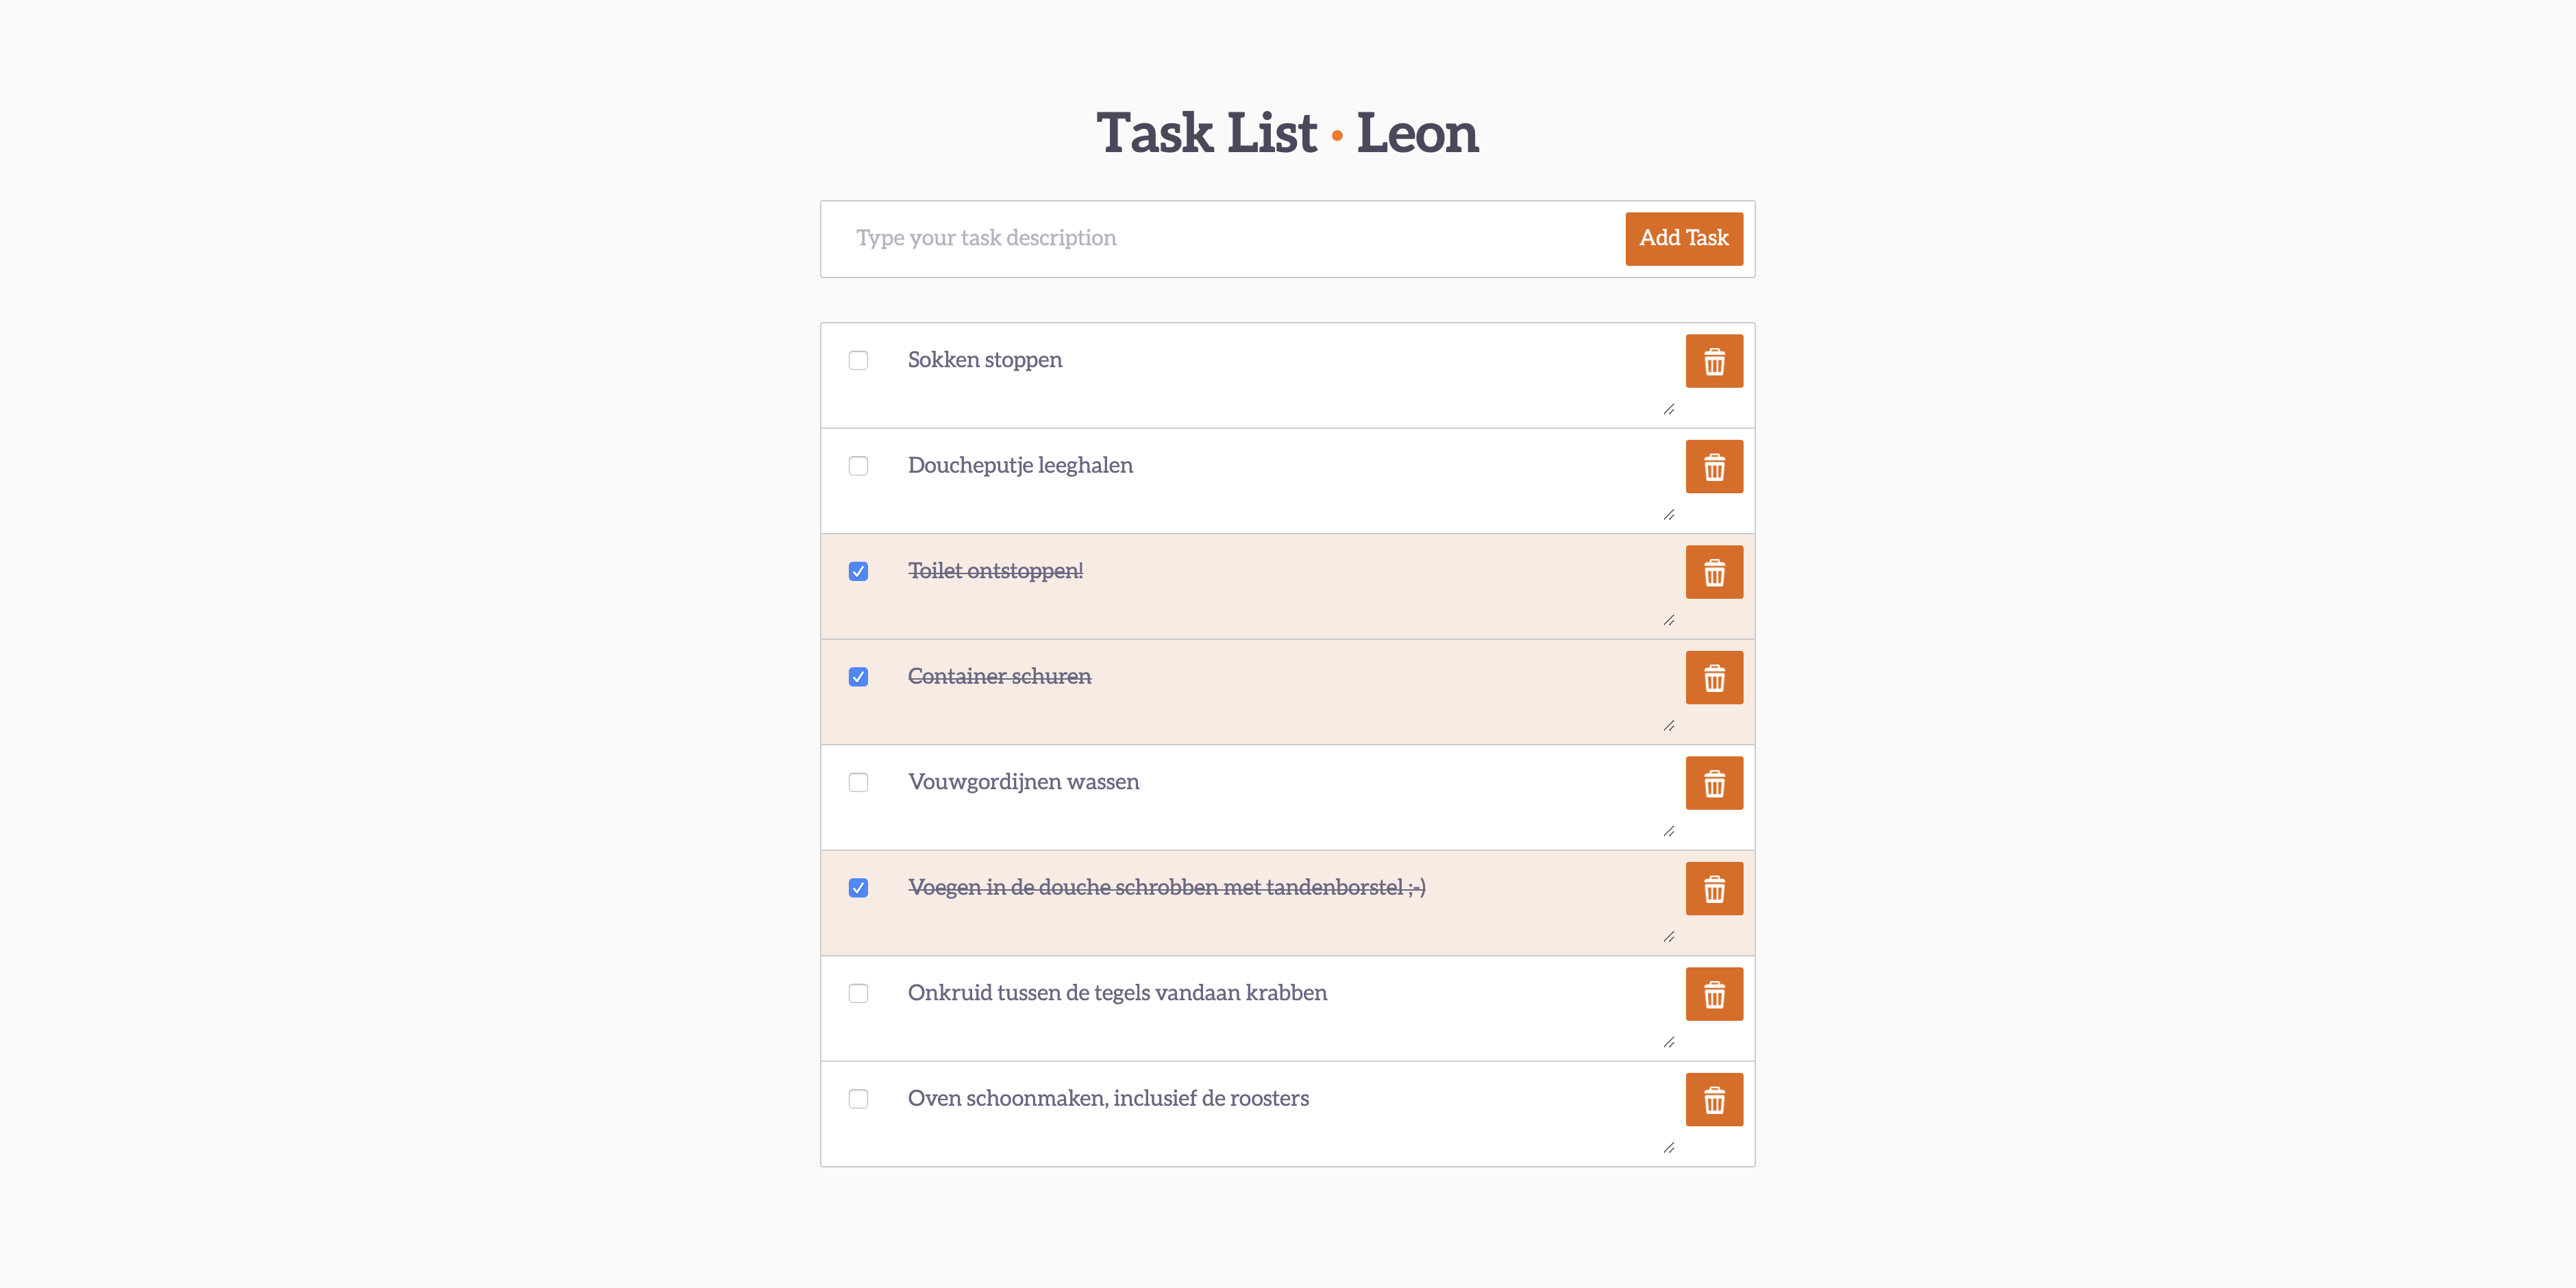 Task List • Leon
Type your task description
Add Task
Sokken stoppen
Doucheputje leeghalen
Toilet ontstoppen!
Container schuren
Vouwgordijnen wassen
Voegen in de douche schrobben met tandenborstel ;-)
Onkruid tussen de tegels vandaan krabben
Oven schoonmaken, inclusief de roosters